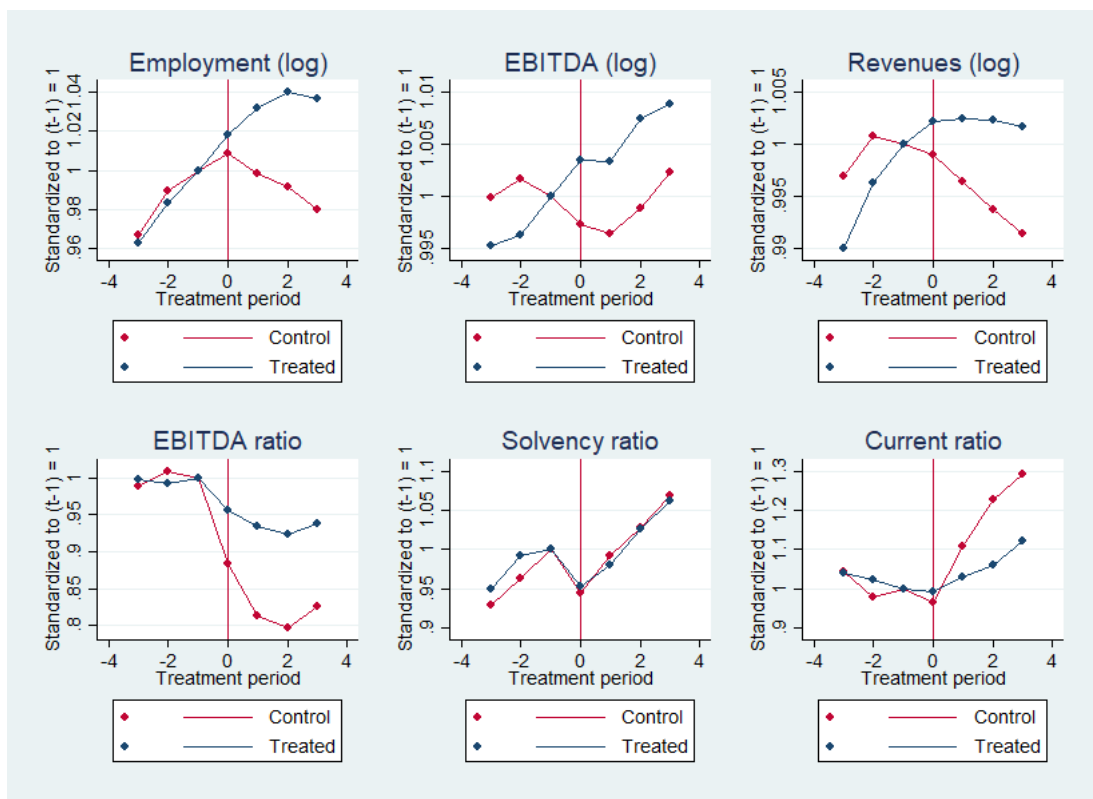 Employment (log)
Standardized to (t-1) = 1
.96 .98 1 1.02 1.04
-4 -2 0 2 4
Treatment period
Control
Treated
EBITDA (log)
Standardized to (t-1) = 1
.995 1 1.005 1.01
-4 -2 0 2 4
Treatment period
Control
Treated
Revenues (log)
Standardized to (t-1) = 1
.99 .995 1 1.005
-4 -2 0 2 4
Treatment period
Control
Treated
EBITDA ratio
Standardized to (t-1) = 1
.8 .85 .9 .95 1
-4 -2 0 2 4
Treatment period
Control
Treated
Solvency ratio
Standardized to (t-1) = 1
.9 .95 1 1.05 1.1
-4 -2 0 2 4
Treatment period
Control
Treated
Current ratio
Standardized to (t-1) = 1
.9 1 1.1 1.2 1.3
-4 -2 0 2 4
Treatment period
Control
Treated